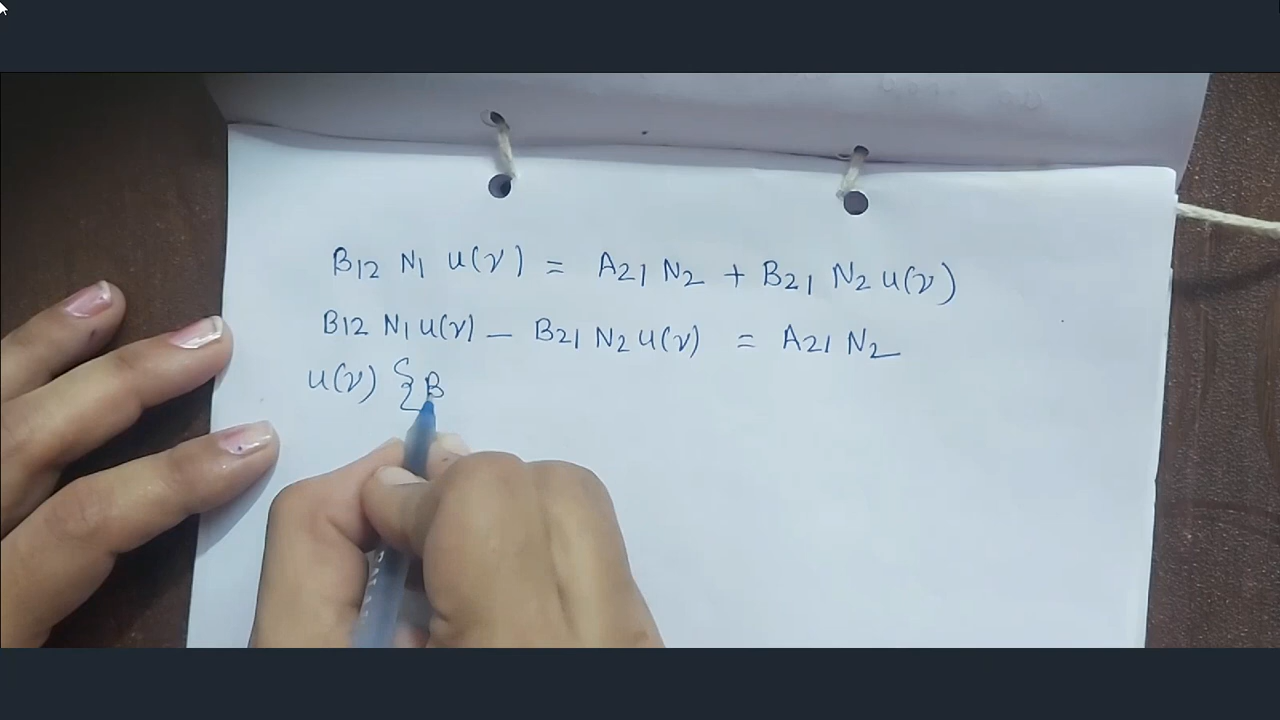 B12 N1 u(ν) = A21 N2 + B21 N2 u(ν)
B12 N1 u(ν) — B21 N2 u(ν) = A21 N2
u(ν) {B